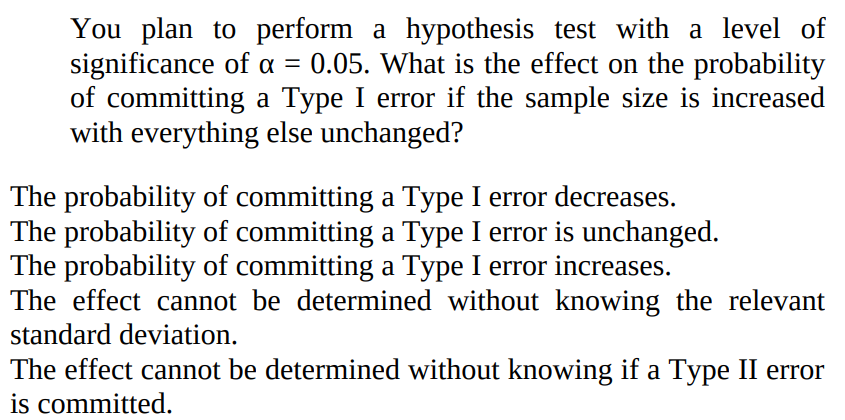 You plan to perform a hypothesis test with a level of
significance of α = 0.05. What is the effect on the probability
of committing a Type I error if the sample size is increased
with everything else unchanged?
The probability of committing a Type I error decreases.
The probability of committing a Type I error is unchanged.
The probability of committing a Type I error increases.
The effect cannot be determined without knowing the relevant
standard deviation.
The effect cannot be determined without knowing if a Type II error
is committed.